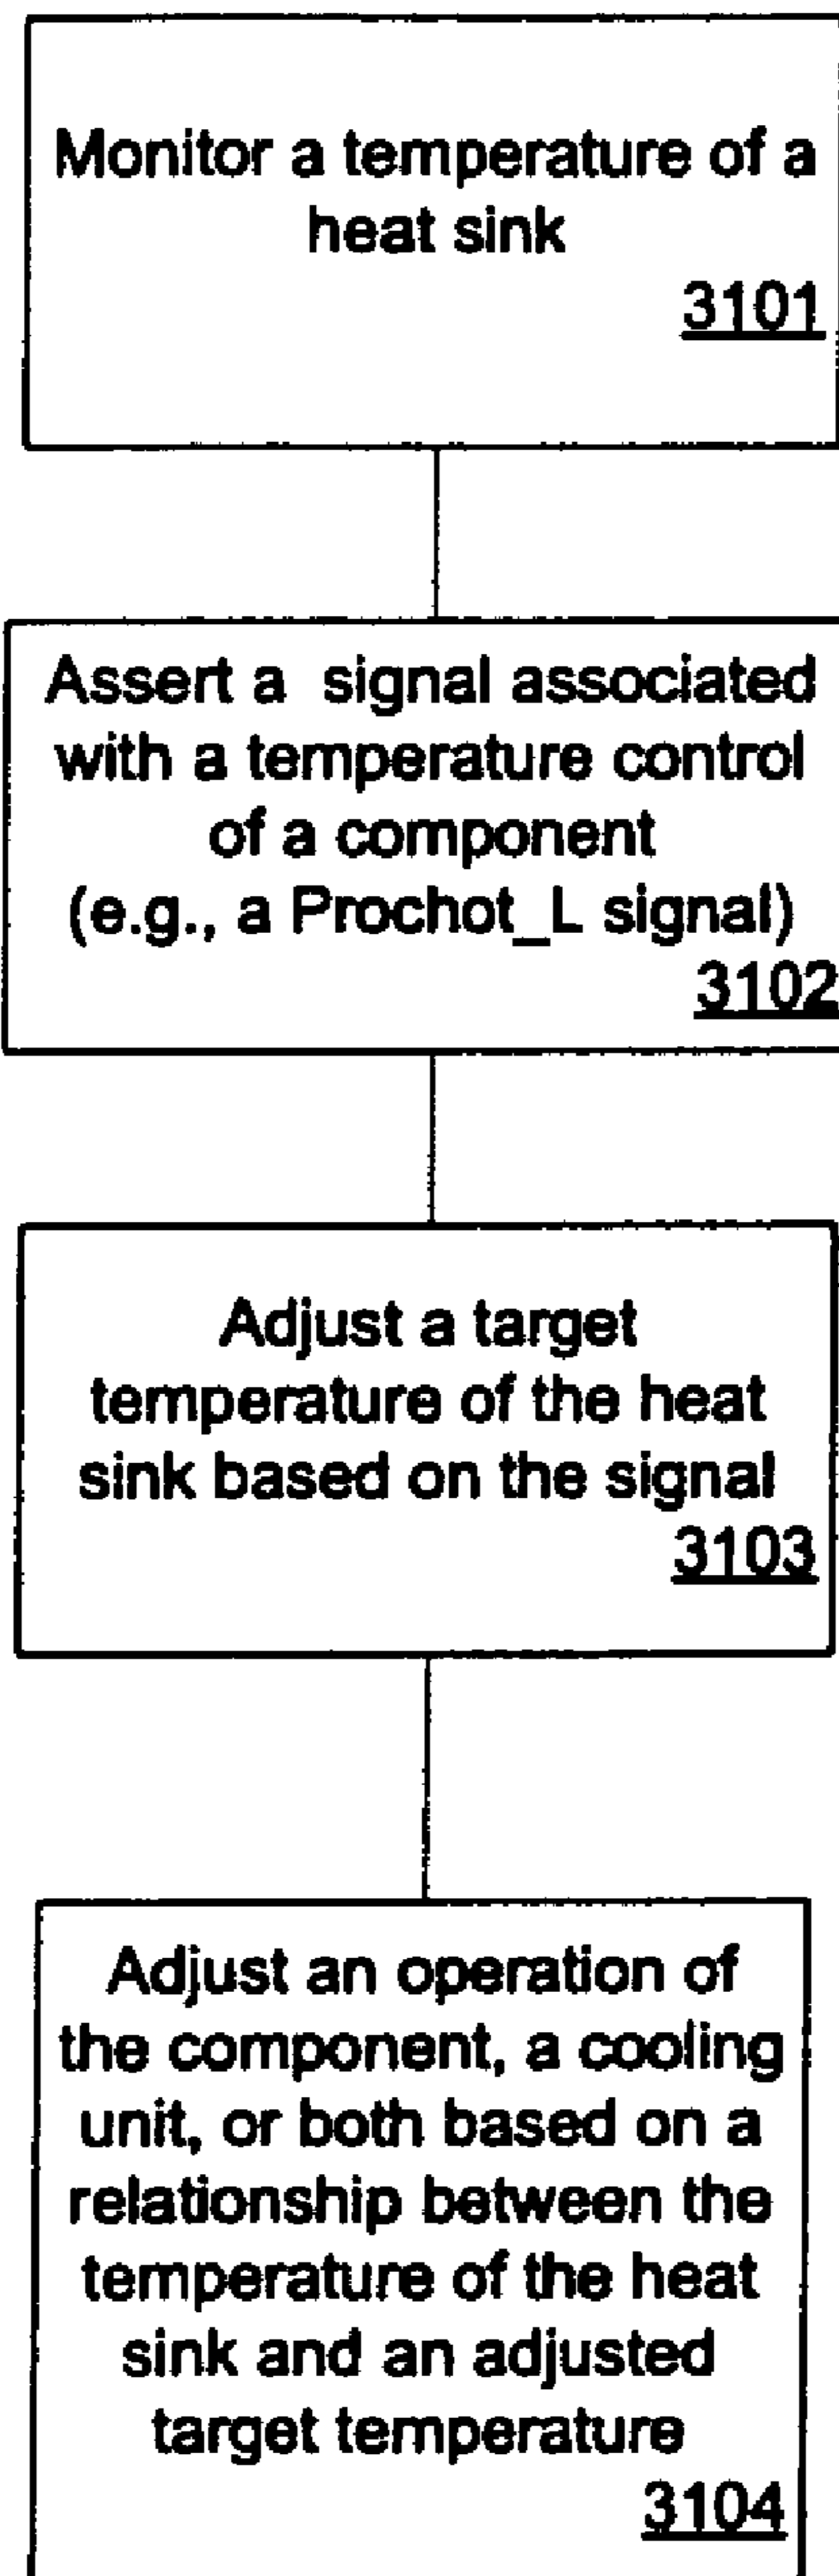 Monitor a temperature of a
heat sink
3101
Assert a signal associated
with a temperature control
of a component
(e.g., a Prochot_L signal)
3102
Adjust a target
temperature of the heat
sink based on the signal
3103
Adjust an operation of
the component, a cooling
unit, or both based on a
relationship between the
temperature of the heat
sink and an adjusted
target temperature
3104